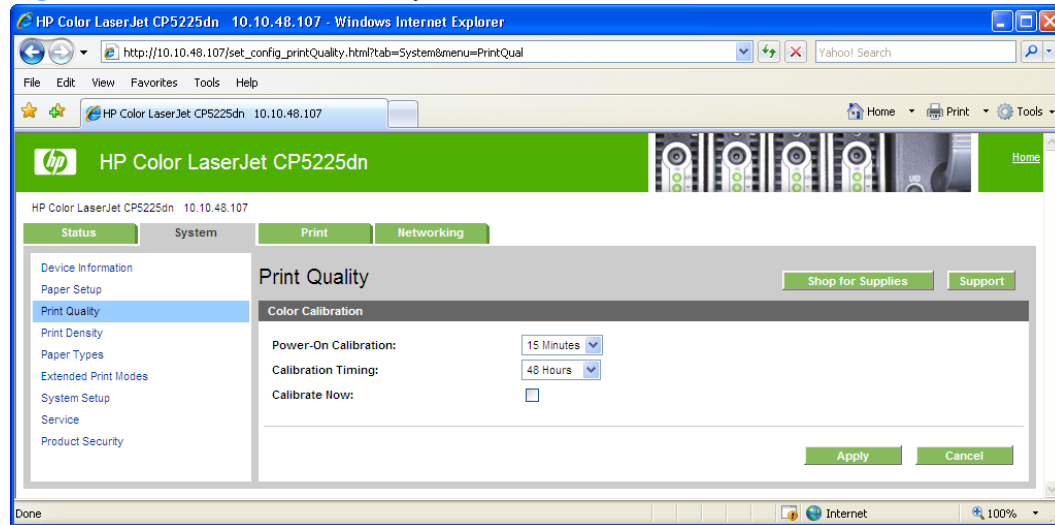 HP Color LaserJet CP5225dn 10.10.48.107 - Windows Internet Explorer
http://10.10.48.107/set_config_printQuality.html?tab=System&menu=PrintQual
Yahoo! Search
File Edit View Favorites Tools Help
HP Color LaserJet CP5225dn 10.10.48.107
Home Print Tools
hp HP Color LaserJet CP5225dn
Home
HP Color LaserJet CP5225dn 10.10.48.107
Status System Print Networking
Device Information
Paper Setup
Print Quality
Print Density
Paper Types
Extended Print Modes
System Setup
Service
Product Security
Print Quality
Shop for Supplies Support
Color Calibration
Power-On Calibration: 15 Minutes
Calibration Timing: 48 Hours
Calibrate Now:
Apply Cancel
Done Internet 100%